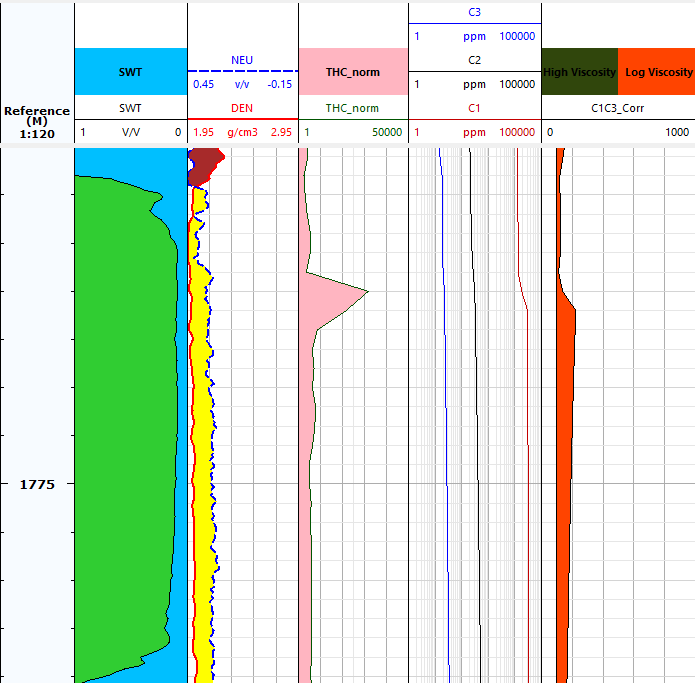 C3
1 ppm 100000
NEU
C2
SWT
THC_norm
High Viscosity Log Viscosity
0.45 v/v -0.15
1 ppm 100000
Reference
(M)
1:120
SWT
DEN
THC_norm
C1
C1C3_Corr
1 V/V 0
1.95 g/cm3 2.95
1 50000
1 ppm 100000
0 1000
1775